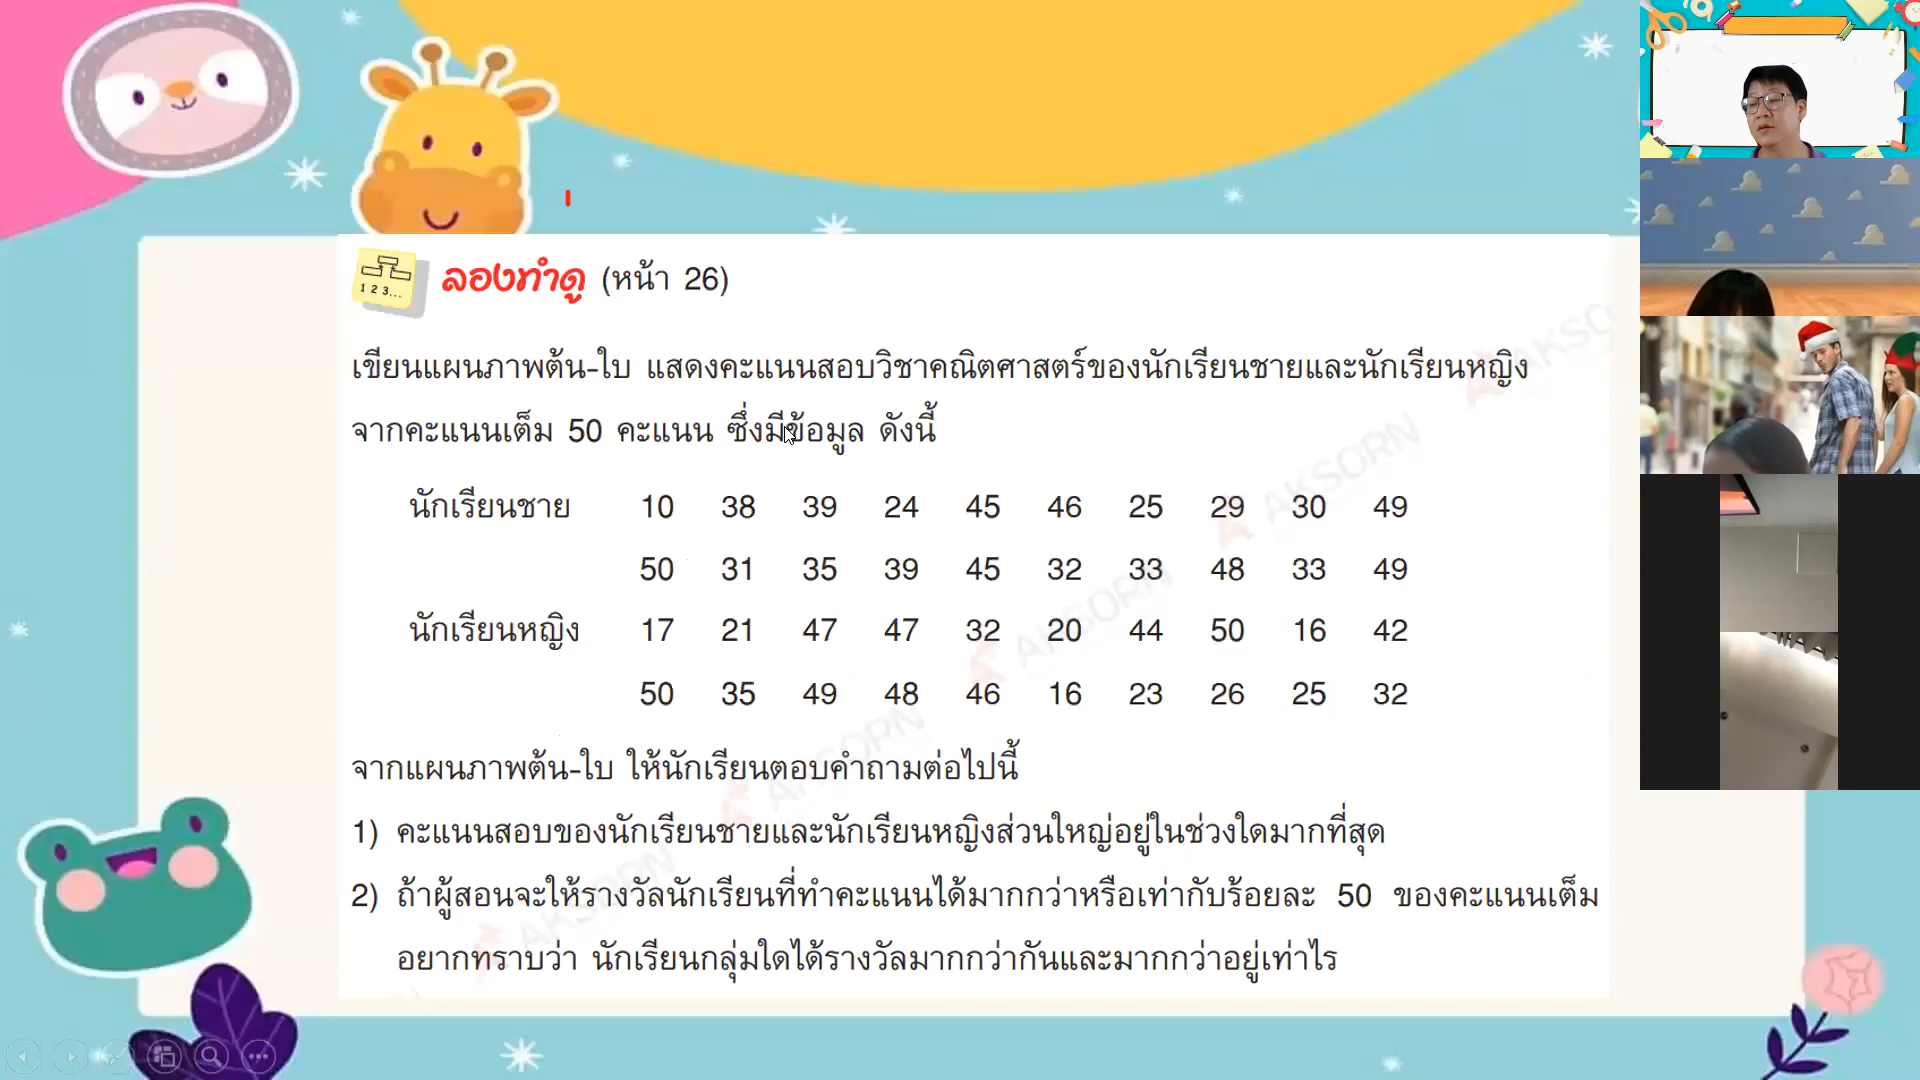 1 2 3...
ลองทำดู (หน้า 26)
เขียนแผนภาพต้น-ใบ แสดงคะแนนสอบวิชาคณิตศาสตร์ของนักเรียนชายและนักเรียนหญิง
จากคะแนนเต็ม 50 คะแนน ซึ่งมีข้อมูล ดังนี้
นักเรียนชาย 10 38 39 24 45 46 25 29 30 49
50 31 35 39 45 32 33 48 33 49
นักเรียนหญิง 17 21 47 47 32 20 44 50 16 42
50 35 49 48 46 16 23 26 25 32
จากแผนภาพต้น-ใบ ให้นักเรียนตอบคำถามต่อไปนี้
1) คะแนนสอบของนักเรียนชายและนักเรียนหญิงส่วนใหญ่อยู่ในช่วงใดมากที่สุด
2) ถ้าผู้สอนจะให้รางวัลนักเรียนที่ทำคะแนนได้มากกว่าหรือเท่ากับร้อยละ 50 ของคะแนนเต็ม
อยากทราบว่า นักเรียนกลุ่มใดได้รางวัลมากกว่ากันและมากกว่าอยู่เท่าไร
AKSORN
AKSORN
AKSORN
AKSORN
AKSORN